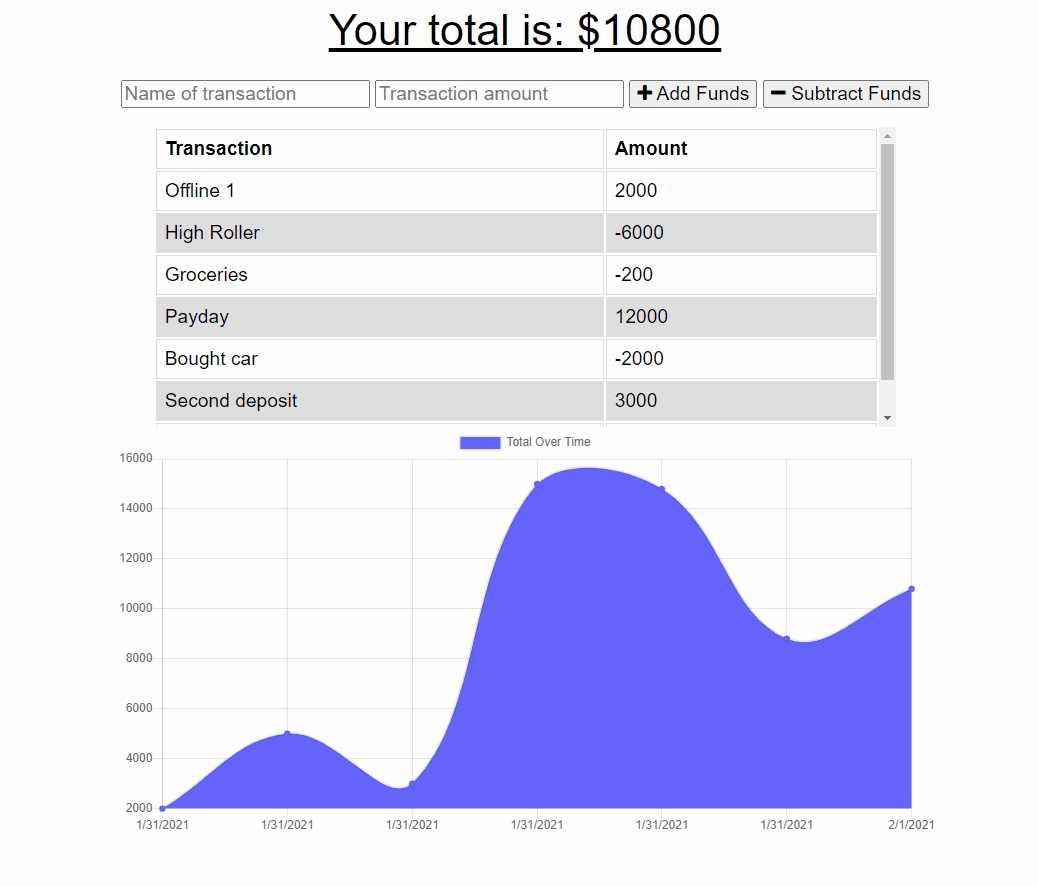 Your total is: $10800
Name of transaction Transaction amount Add Funds Subtract Funds
Transaction Amount
Offline 1 2000
High Roller -6000
Groceries -200
Payday 12000
Bought car -2000
Second deposit 3000
Total Over Time
16000
14000
12000
10000
8000
6000
4000
2000
1/31/2021 1/31/2021 1/31/2021 1/31/2021 1/31/2021 1/31/2021 2/1/2021